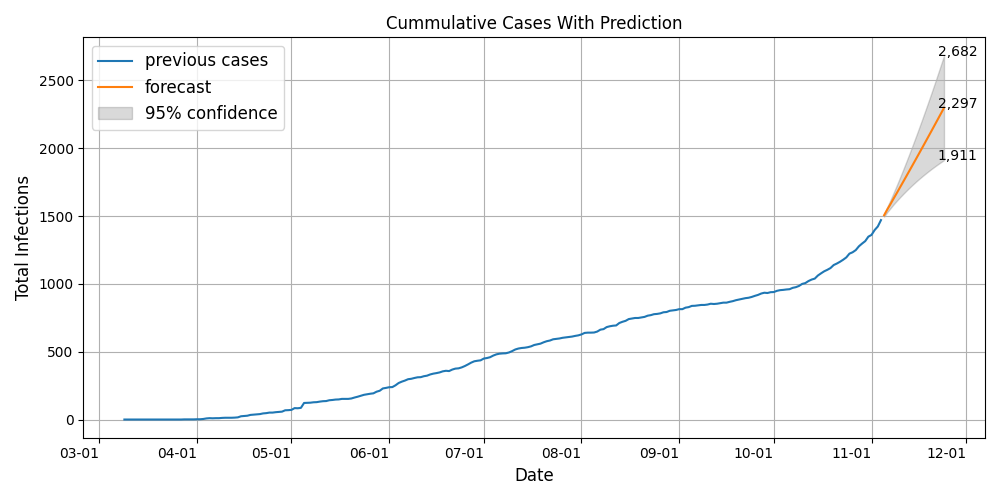 Cummulative Cases With Prediction
previous cases
forecast
95% confidence
2,682
2,297
1,911
Total Infections
2500
2000
1500
1000
500
0
03-01 04-01 05-01 06-01 07-01 08-01 09-01 10-01 11-01 12-01
Date